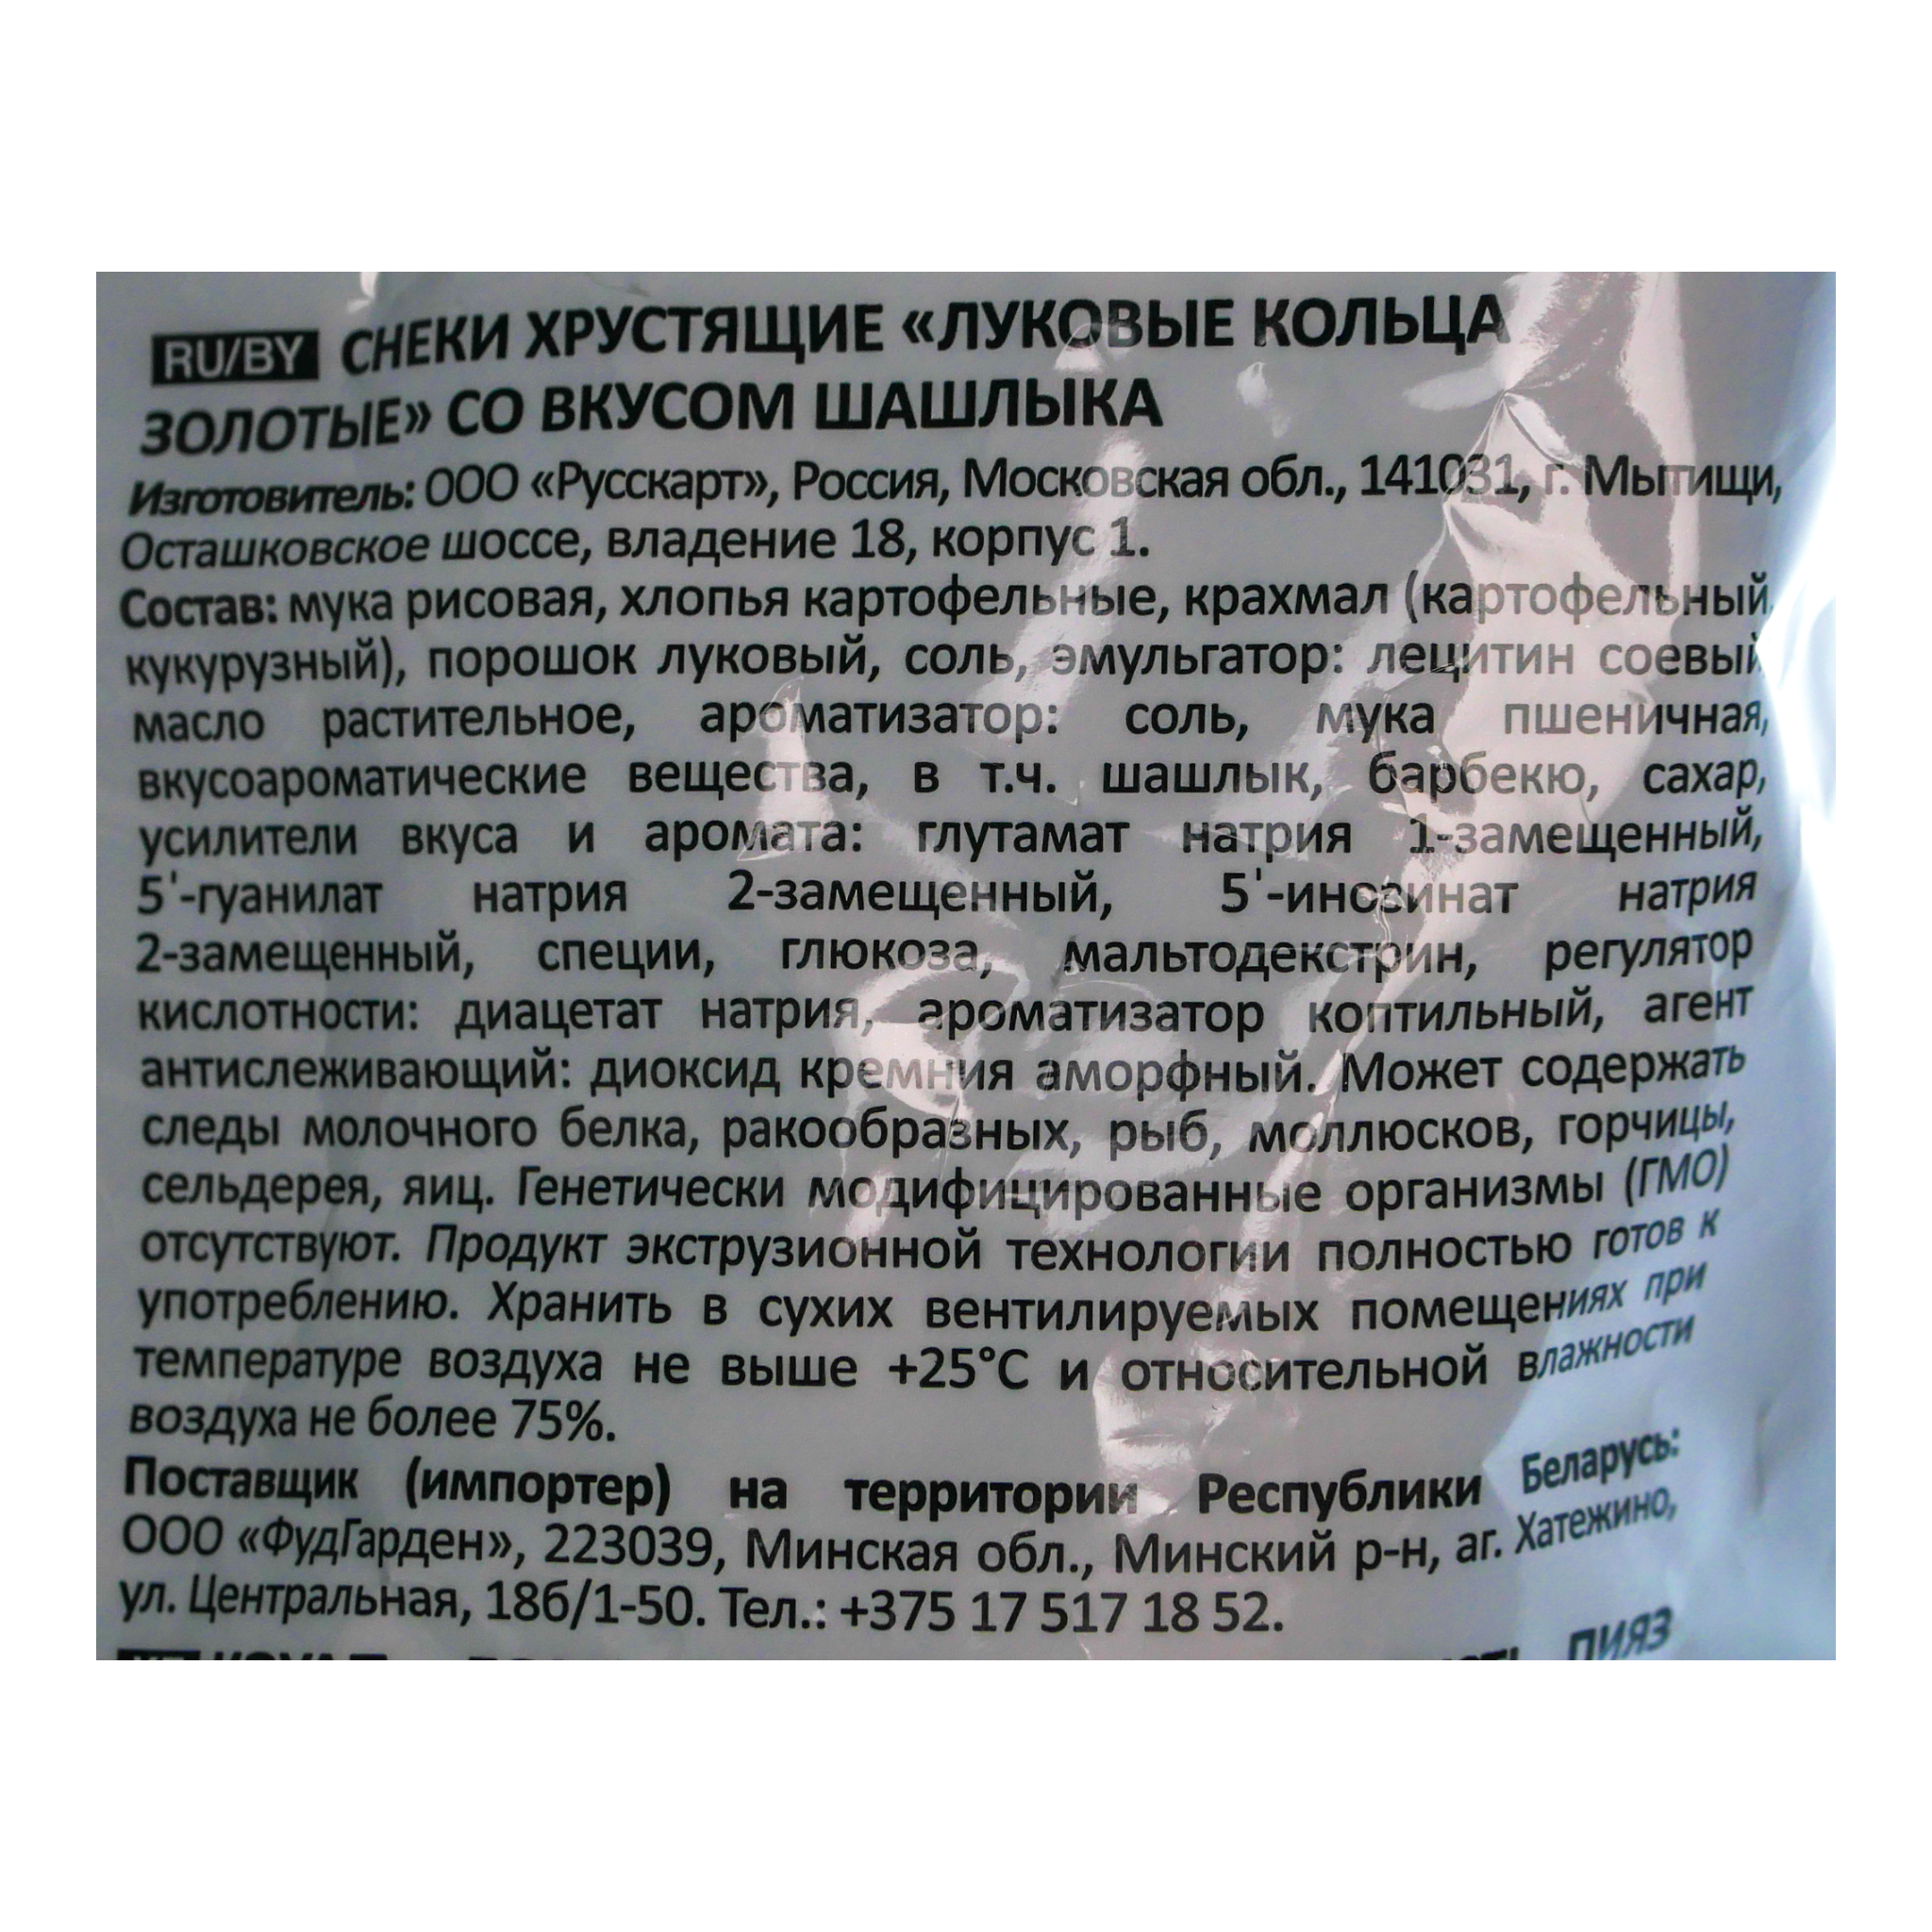 RU/BY СНЕКИ ХРУСТЯЩИЕ «ЛУКОВЫЕ КОЛЬЦА
ЗОЛОТЫЕ» СО ВКУСОМ ШАШЛЫКА
Изготовитель: ООО «Русскарт», Россия, Московская обл., 141031, г. Мытищи,
Осташковское шоссе, владение 18, корпус 1.
Состав: мука рисовая, хлопья картофельные, крахмал (картофельный,
кукурузный), порошок луковый, соль, эмульгатор: лецитин соевый
масло растительное, ароматизатор: соль, мука пшеничная,
вкусоароматические вещества, в т.ч. шашлык, барбекю, сахар,
усилители вкуса и аромата: глутамат натрия 1-замещенный,
5'-гуанилат натрия 2-замещенный, 5'-инозинат натрия
2-замещенный, специи, глюкоза, мальтодекстрин, регулятор
кислотности: диацетат натрия, ароматизатор коптильный, агент
антислеживающий: диоксид кремния аморфный. Может содержать
следы молочного белка, ракообразных, рыб, моллюсков, горчицы,
сельдерея, яиц. Генетически модифицированные организмы (ГМО)
отсутствуют. Продукт экструзионной технологии полностью готов к
употреблению. Хранить в сухих вентилируемых помещениях при
температуре воздуха не выше +25°С и относительной влажности
воздуха не более 75%.
Поставщик (импортер) на территории Республики Беларусь:
ООО «ФудГарден», 223039, Минская обл., Минский р-н, аг. Хатежино,
ул. Центральная, 18б/1-50. Тел.: +375 17 517 18 52.
пияз